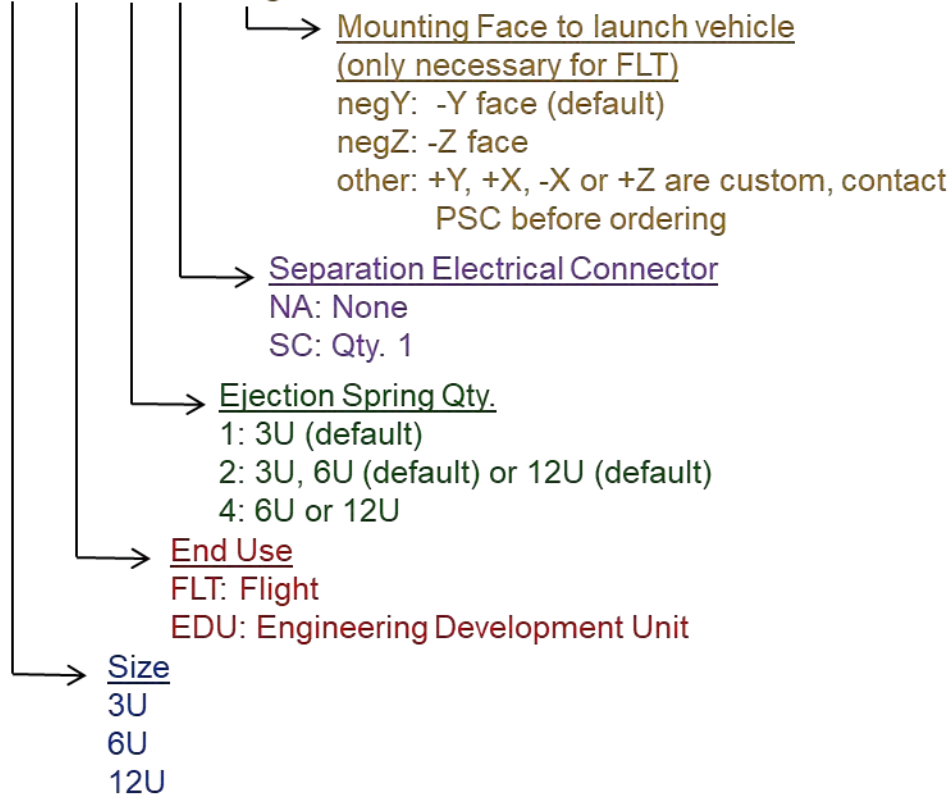 Mounting Face to launch vehicle
(only necessary for FLT)
negY: -Y face (default)
negZ: -Z face
other: +Y, +X, -X or +Z are custom, contact
PSC before ordering
Separation Electrical Connector
NA: None
SC: Qty. 1
Ejection Spring Qty.
1: 3U (default)
2: 3U, 6U (default) or 12U (default)
4: 6U or 12U
End Use
FLT: Flight
EDU: Engineering Development Unit
Size
3U
6U
12U